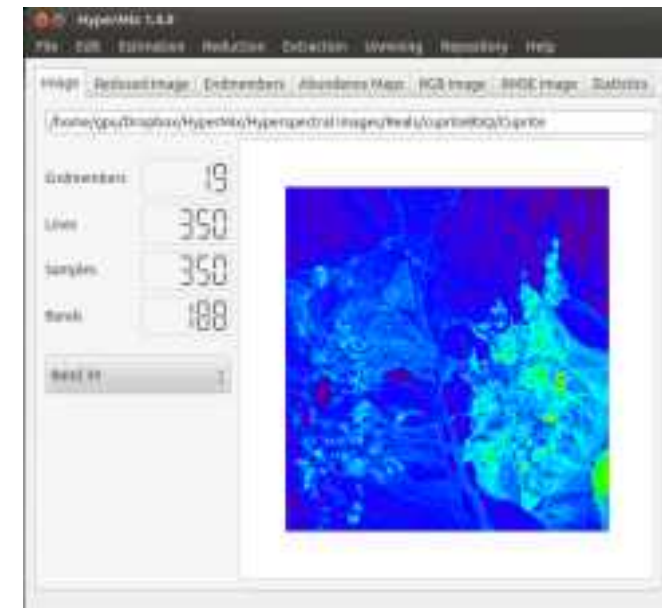 HyperMix 1.0.0
File Edit Estimation Reduction Extraction Unmixing Repository Help
Image Reduced Image Endmembers Abundance Maps RGB Image RMSE Image Statistics
Endmembers 19
Lines 350
Samples 350
Bands 188